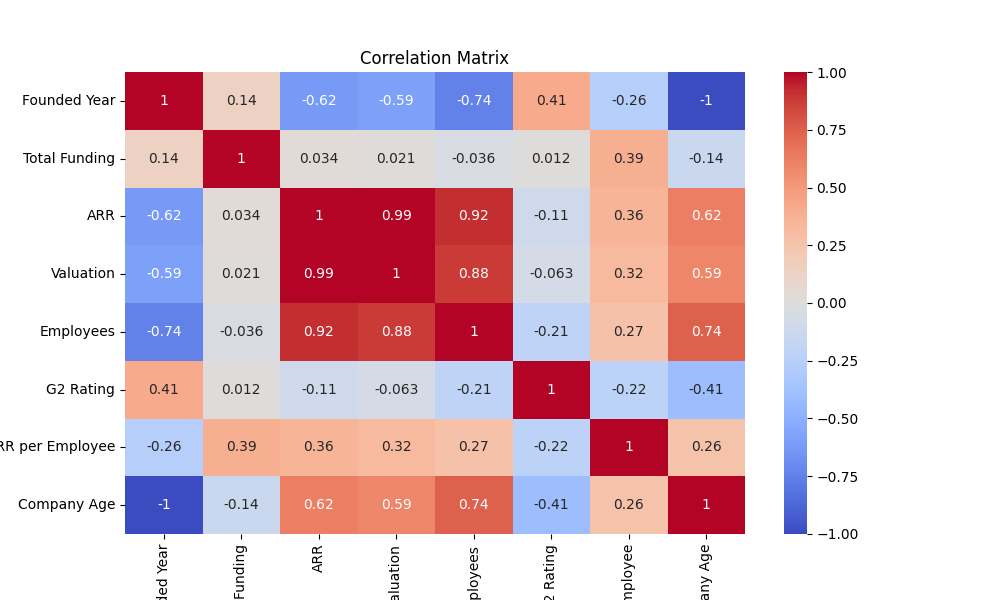 Correlation Matrix
Founded Year 1 0.14 -0.62 -0.59 -0.74 0.41 -0.26 -1
Total Funding 0.14 1 0.034 0.021 -0.036 0.012 0.39 -0.14
ARR -0.62 0.034 1 0.99 0.92 -0.11 0.36 0.62
Valuation -0.59 0.021 0.99 1 0.88 -0.063 0.32 0.59
Employees -0.74 -0.036 0.92 0.88 1 -0.21 0.27 0.74
G2 Rating 0.41 0.012 -0.11 -0.063 -0.21 1 -0.22 -0.41
RR per Employee -0.26 0.39 0.36 0.32 0.27 -0.22 1 0.26
Company Age -1 -0.14 0.62 0.59 0.74 -0.41 0.26 1
ded Year
Funding
ARR
aluation
ployees
2 Rating
mployee
any Age
1.00
0.75
0.50
0.25
0.00
−0.25
−0.50
−0.75
−1.00